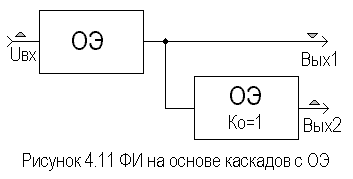 ОЭ
Uвх
Вых1
ОЭ
Ко=1
Вых2
Рисунок 4.11 ФИ на основе каскадов с ОЭ